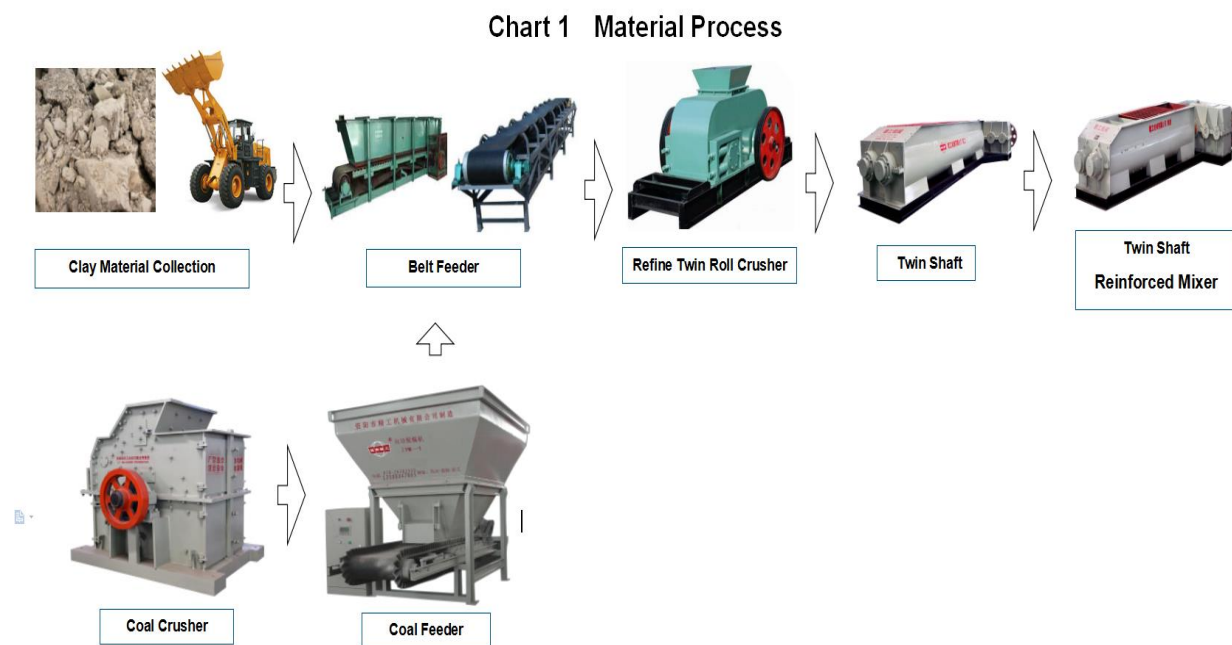 Chart 1 Material Process
Clay Material Collection
Belt Feeder
Refine Twin Roll Crusher
Twin Shaft
Twin Shaft
Reinforced Mixer
Coal Crusher
Coal Feeder